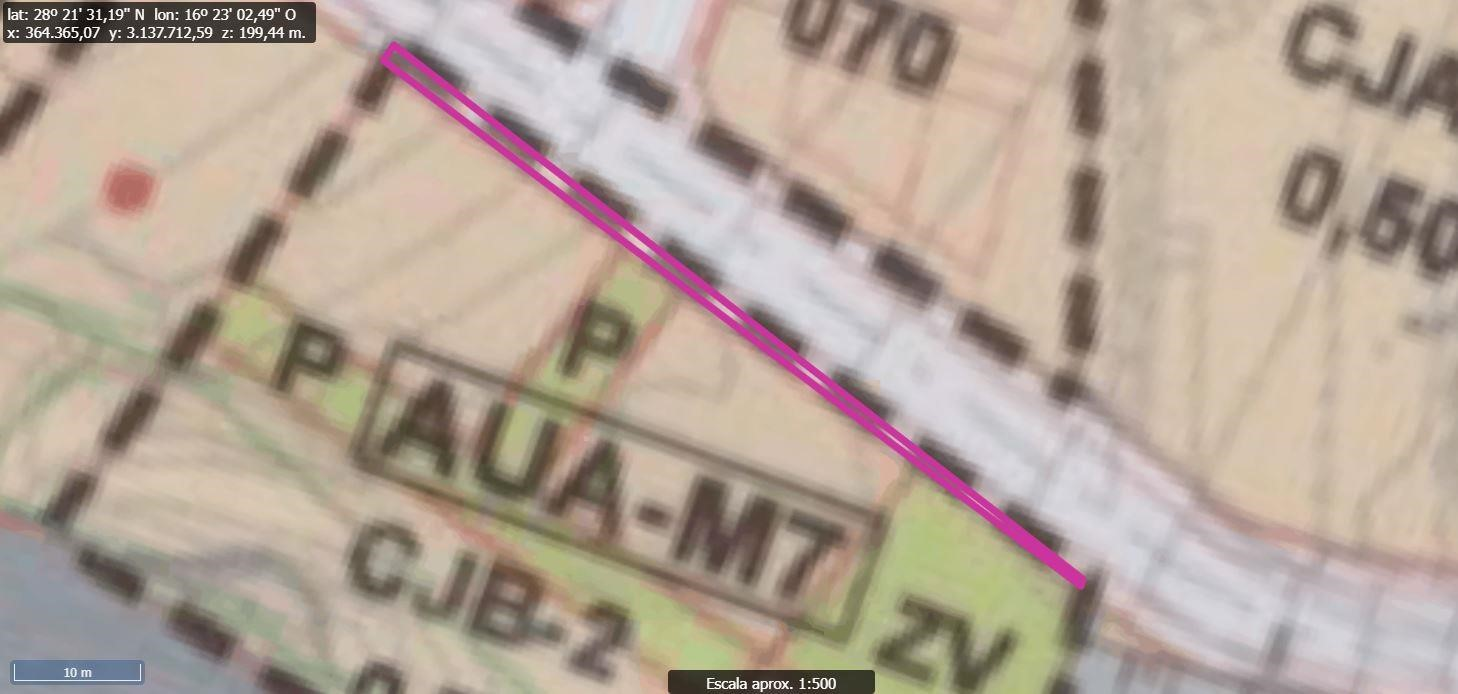 lat: 28º 21' 31,19" N lon: 16º 23' 02,49" O
x: 364.365,07 y: 3.137.712,59 z: 199,44 m.
070
CJA
0,50
P
P
AUA-M7
CJB-2
ZV
10 m
Escala aprox. 1:500